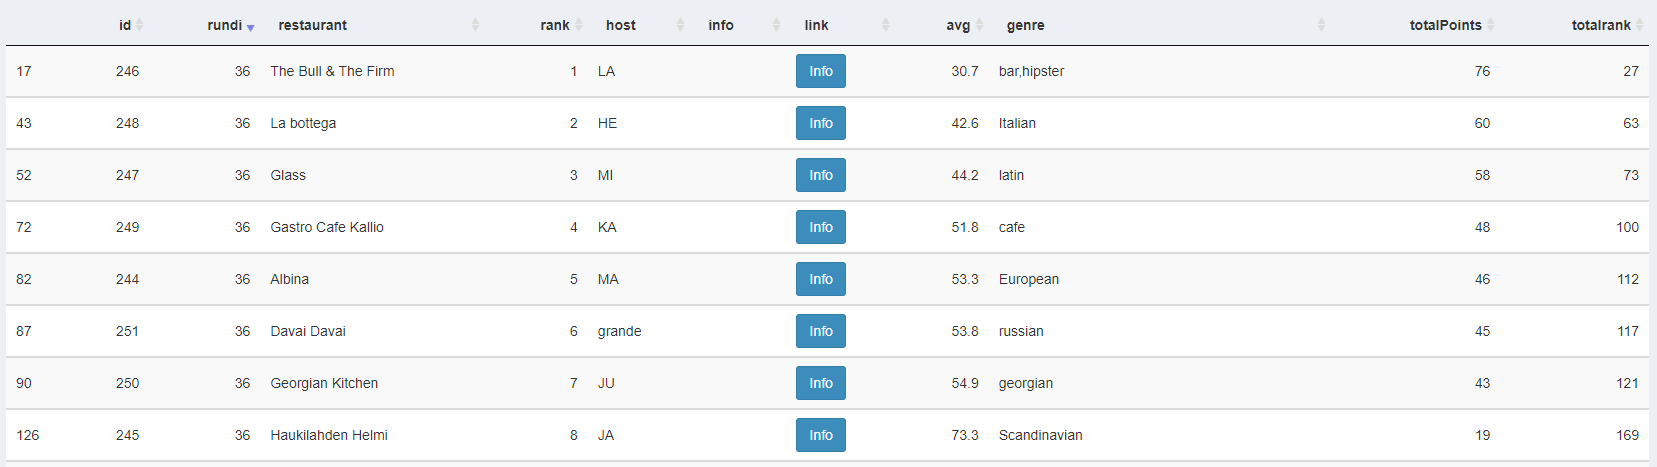 id rundi restaurant rank host info link avg genre totalPoints totalrank
17 246 36 The Bull & The Firm 1 LA Info 30.7 bar,hipster 76 27
43 248 36 La bottega 2 HE Info 42.6 Italian 60 63
52 247 36 Glass 3 MI Info 44.2 latin 58 73
72 249 36 Gastro Cafe Kallio 4 KA Info 51.8 cafe 48 100
82 244 36 Albina 5 MA Info 53.3 European 46 112
87 251 36 Davai Davai 6 grande Info 53.8 russian 45 117
90 250 36 Georgian Kitchen 7 JU Info 54.9 georgian 43 121
126 245 36 Haukilahden Helmi 8 JA Info 73.3 Scandinavian 19 169